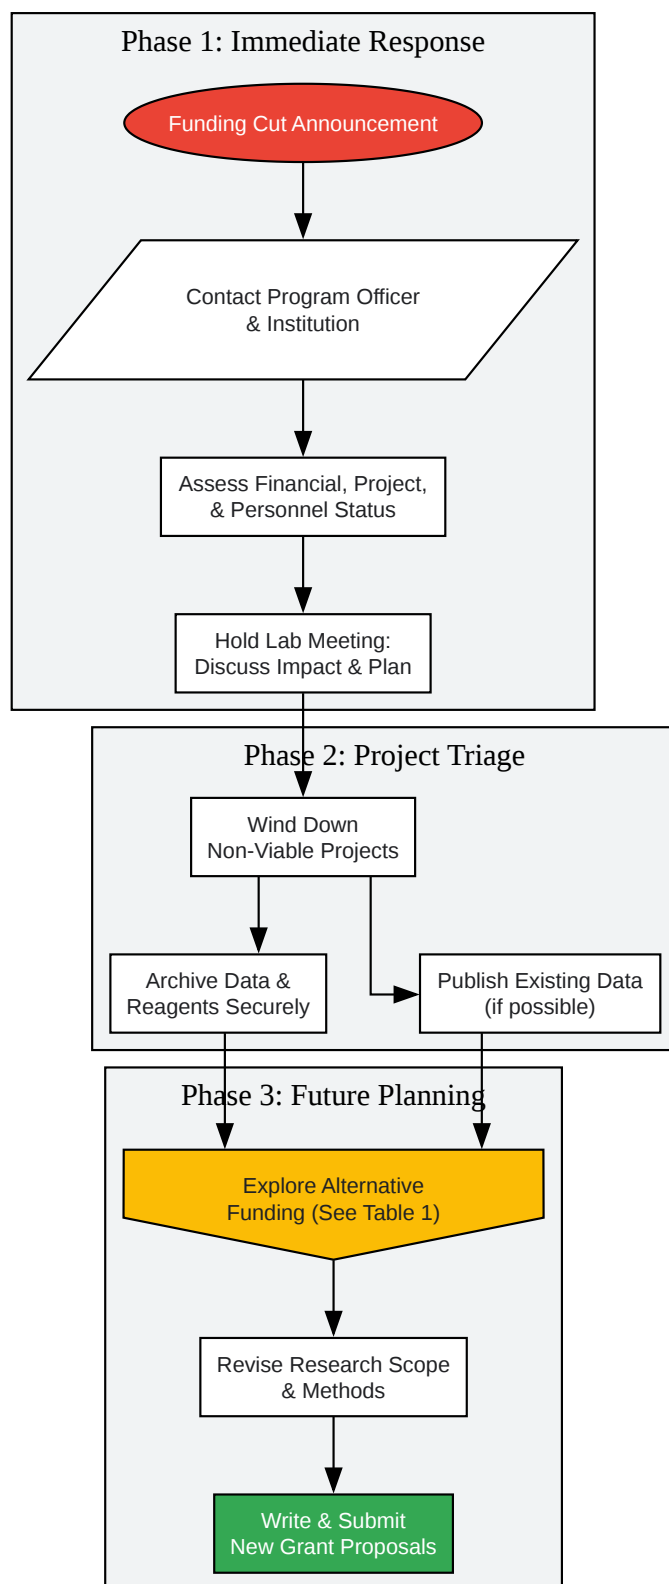 Phase 1: Immediate Response
Funding Cut Announcement
Contact Program Officer
& Institution
Assess Financial, Project,
& Personnel Status
Hold Lab Meeting:
Discuss Impact & Plan
Phase 2: Project Triage
Wind Down
Non-Viable Projects
Archive Data &
Reagents Securely
Publish Existing Data
(if possible)
Phase 3: Future Planning
Explore Alternative
Funding (See Table 1)
Revise Research Scope
& Methods
Write & Submit
New Grant Proposals